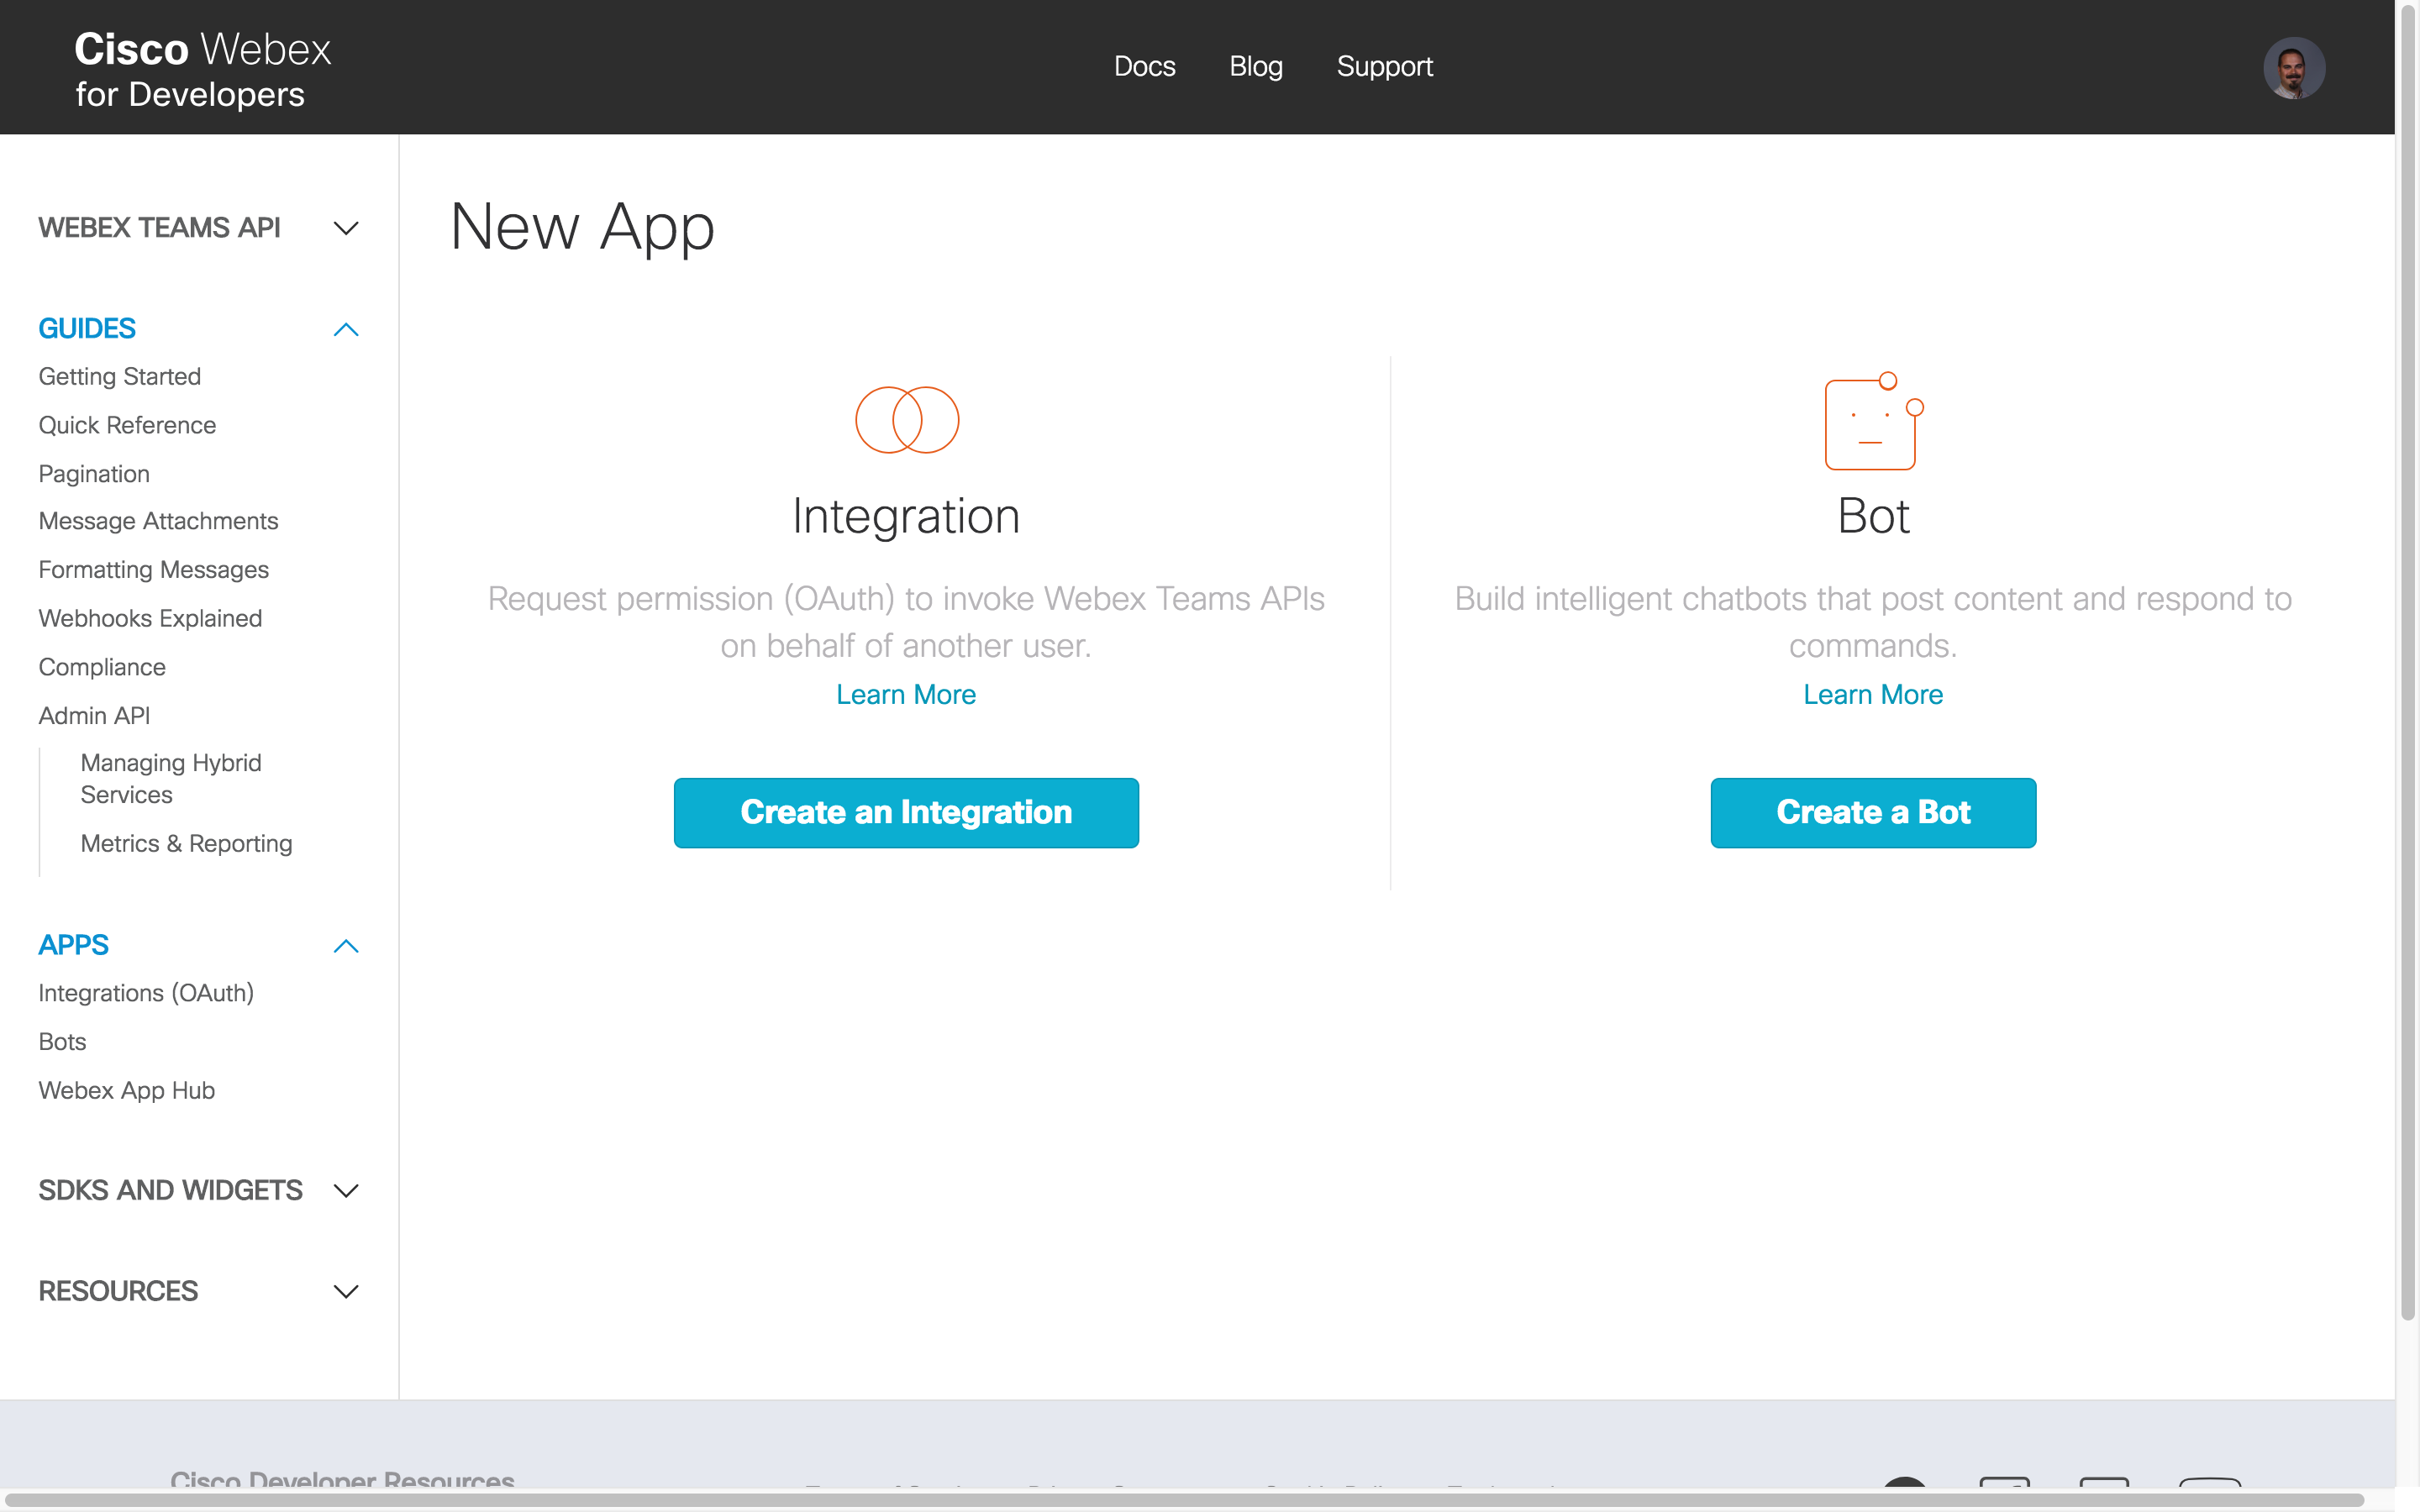 Cisco Webex
for Developers
Docs
Blog
Support
WEBEX TEAMS API
GUIDES
Getting Started
Quick Reference
Pagination
Message Attachments
Formatting Messages
Webhooks Explained
Compliance
Admin API
Managing Hybrid
Services
Metrics & Reporting
APPS
Integrations (OAuth)
Bots
Webex App Hub
SDKS AND WIDGETS
RESOURCES
New App
Integration
Request permission (OAuth) to invoke Webex Teams APIs
on behalf of another user.
Learn More
Create an Integration
Bot
Build intelligent chatbots that post content and respond to
commands.
Learn More
Create a Bot
Cisco Developer Resources